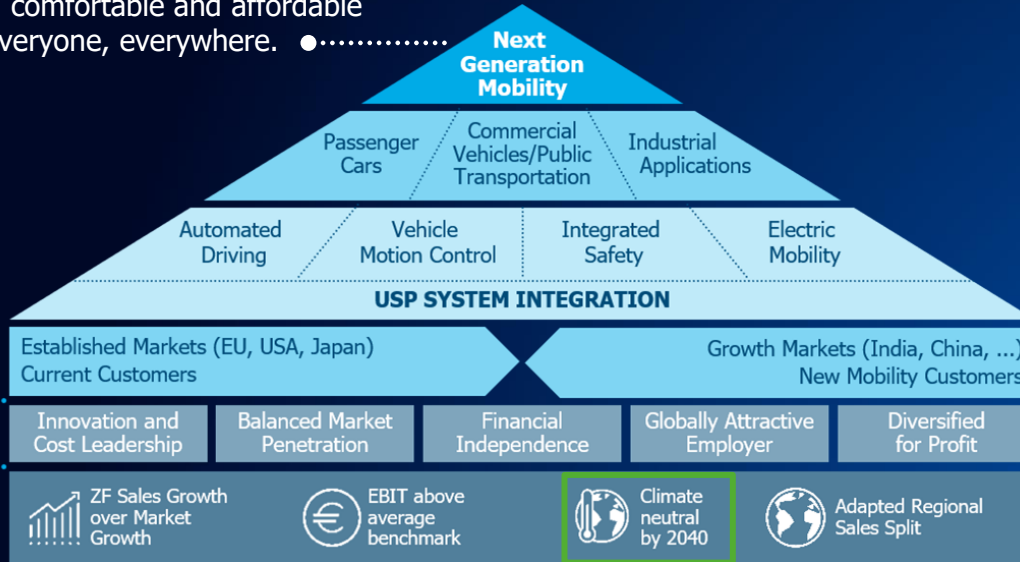 comfortable and affordable
everyone, everywhere.
Next
Generation
Mobility
Passenger
Cars
Commercial
Vehicles/Public
Transportation
Industrial
Applications
Automated
Driving
Vehicle
Motion Control
Integrated
Safety
Electric
Mobility
USP SYSTEM INTEGRATION
Established Markets (EU, USA, Japan)
Current Customers
Growth Markets (India, China, ...)
New Mobility Customers
Innovation and
Cost Leadership
Balanced Market
Penetration
Financial
Independence
Globally Attractive
Employer
Diversified
for Profit
ZF Sales Growth
over Market
Growth
EBIT above
average
benchmark
Climate
neutral
by 2040
Adapted Regional
Sales Split